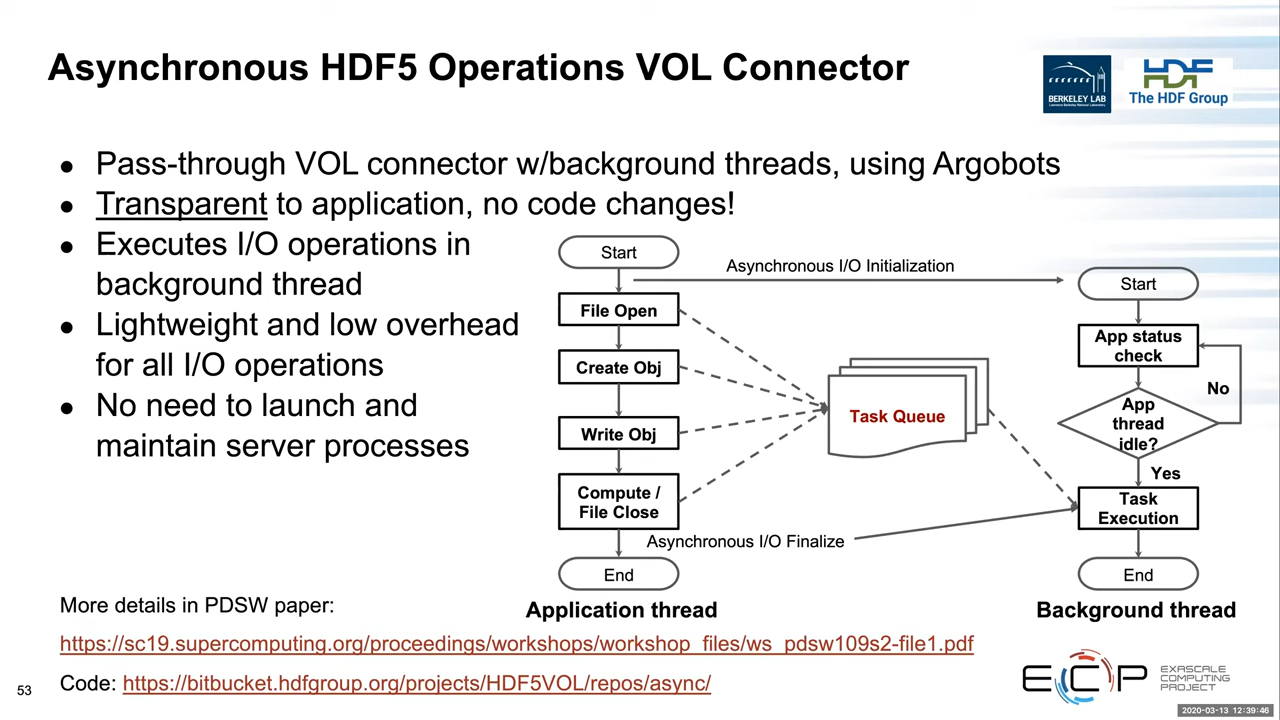 Asynchronous HDF5 Operations VOL Connector
BERKELEY LAB
HDF
The HDF Group
● Pass-through VOL connector w/background threads, using Argobots
● Transparent to application, no code changes!
● Executes I/O operations in
background thread
● Lightweight and low overhead
for all I/O operations
● No need to launch and
maintain server processes
Start
Asynchronous I/O Initialization
File Open
Create Obj
Write Obj
Compute /
File Close
Asynchronous I/O Finalize
End
Application thread
Task Queue
Start
App status
check
No
App
thread
idle?
Yes
Task
Execution
End
Background thread
More details in PDSW paper:
https://sc19.supercomputing.org/proceedings/workshops/workshop_files/ws_pdsw109s2-file1.pdf
Code: https://bitbucket.hdfgroup.org/projects/HDF5VOL/repos/async/
53
ECP
EXASCALE
COMPUTING
PROJECT
2020-03-13 12:39:46